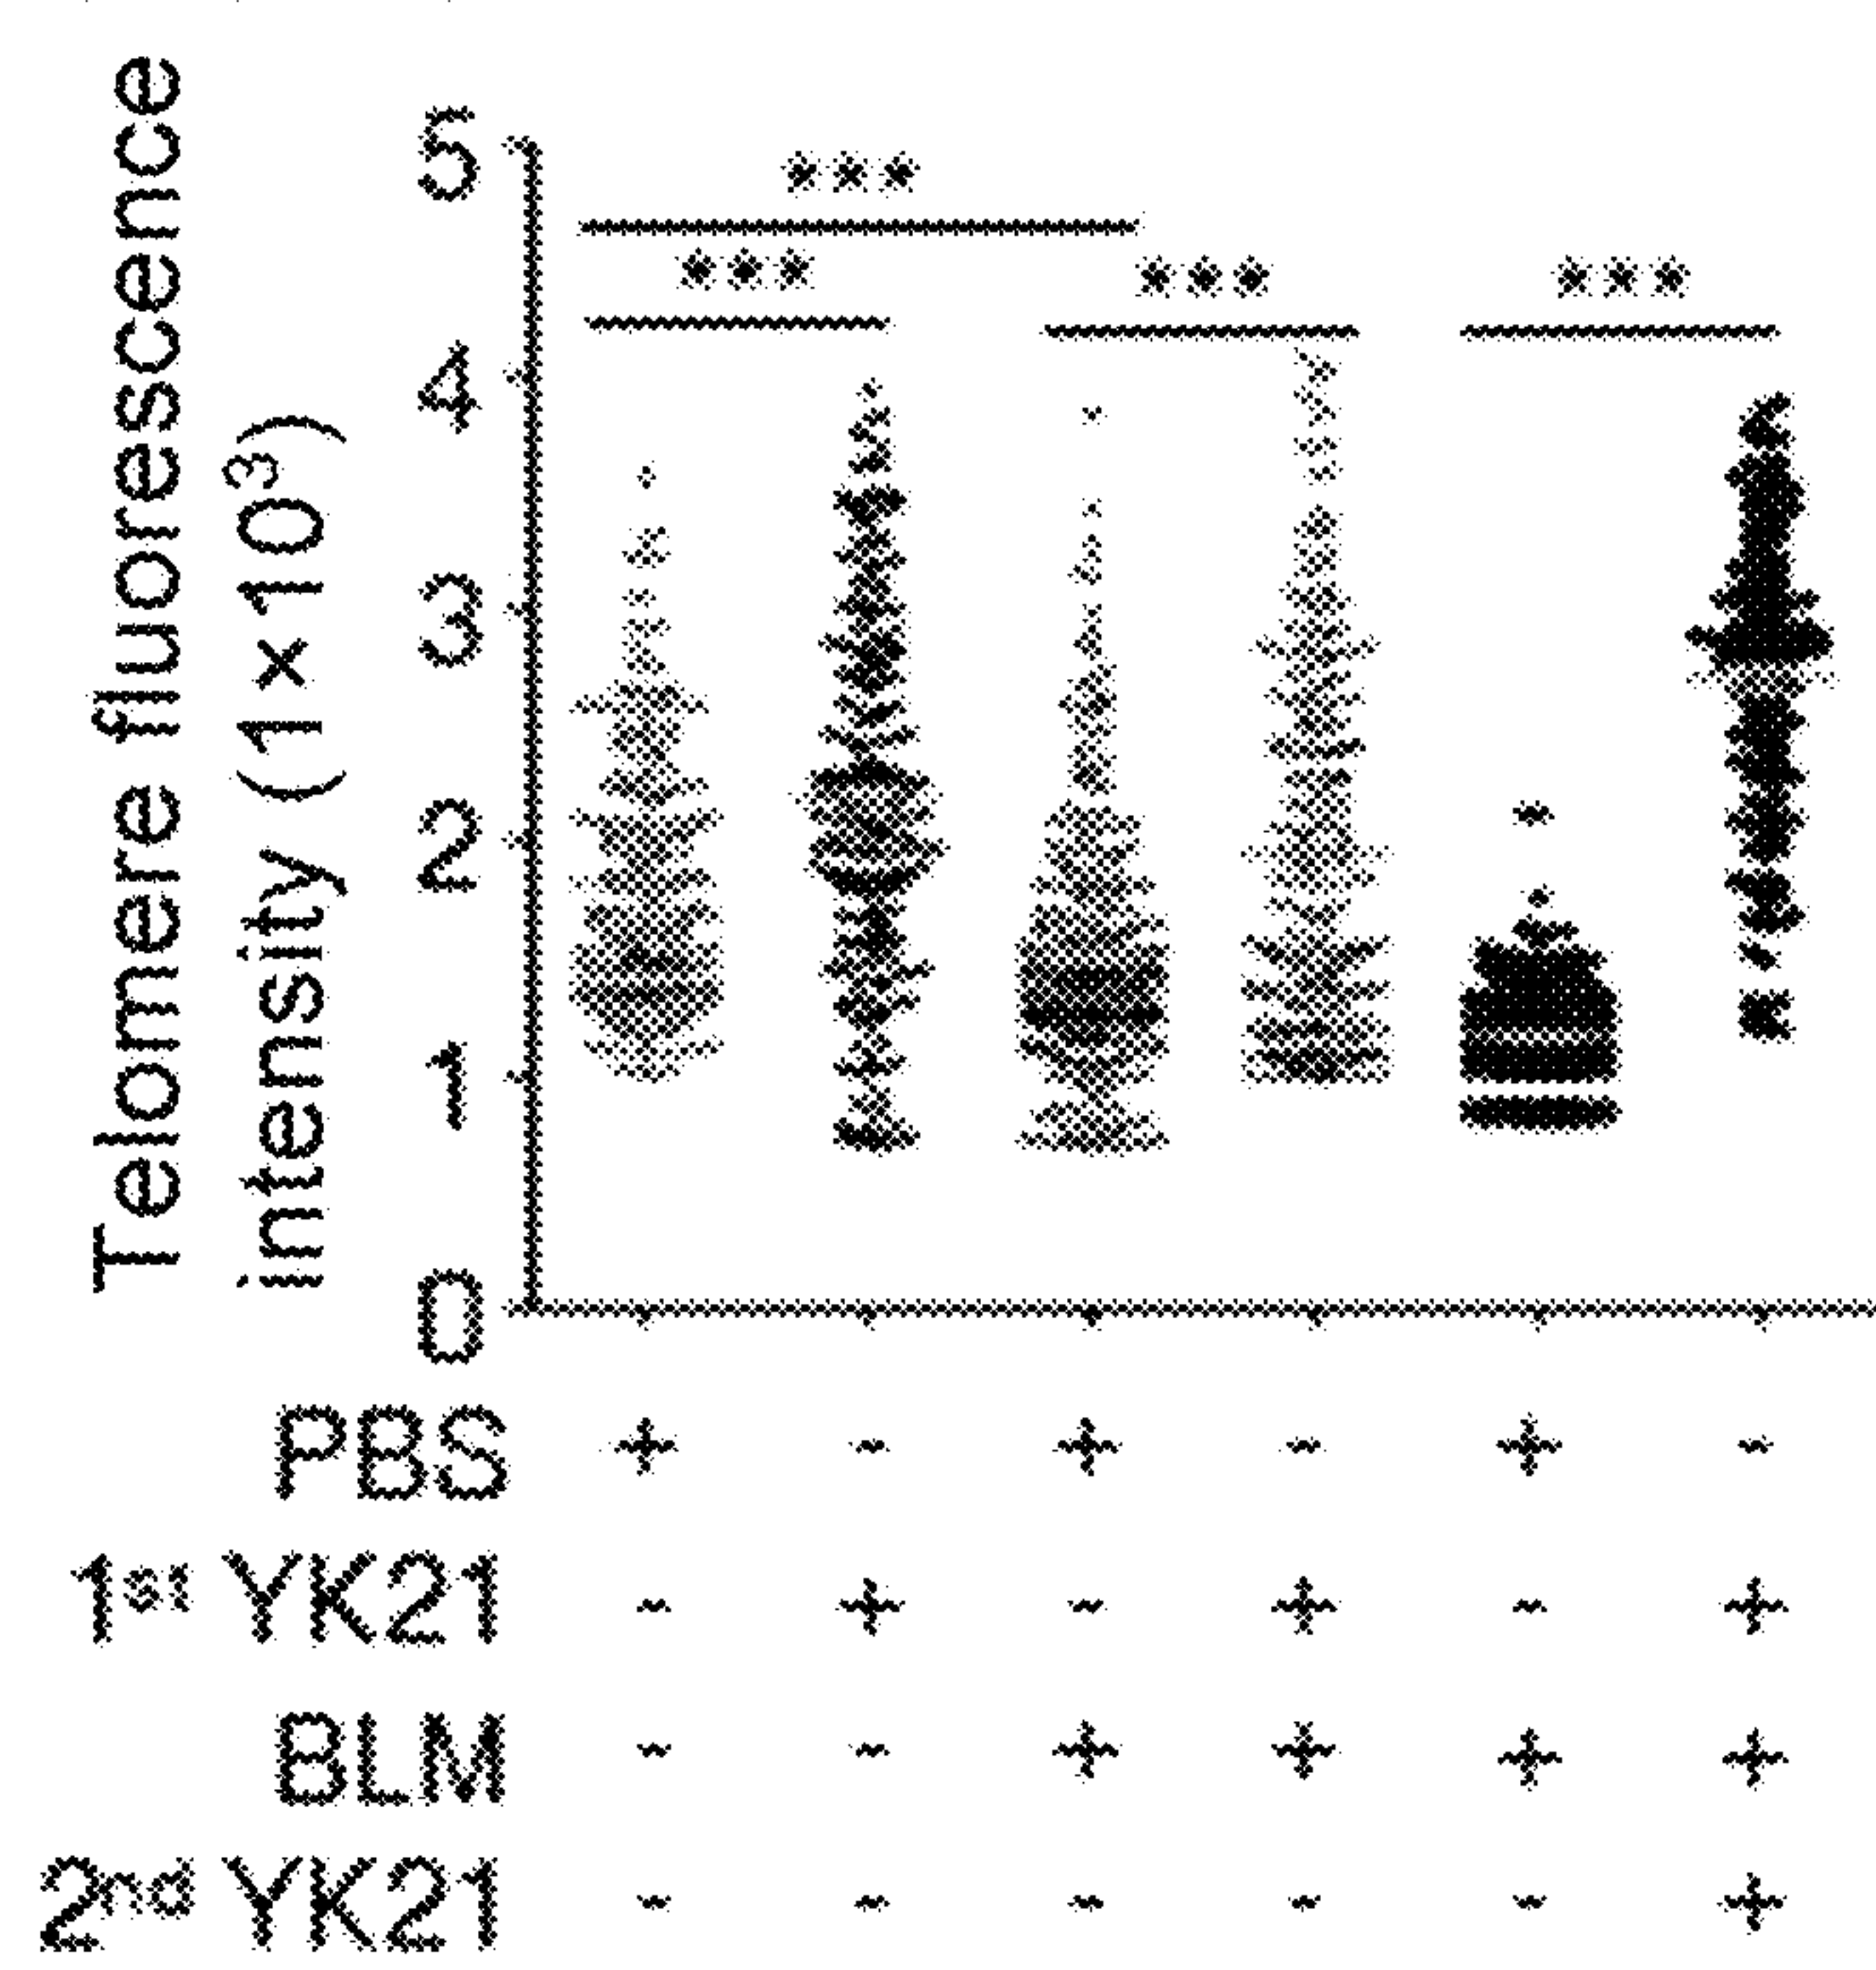 Telomere fluorescence
intensity (1×10³)
5
4
3
2
1
0
***
***
***
***
PBS + - + - + -
1st YK21 - + - + - +
BLM - - + + + +
2nd YK21 - - - - - +